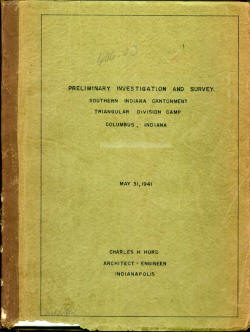 PRELIMINARY INVESTIGATION AND SURVEY.
SOUTHERN INDIANA CANTONMENT
TRIANGULAR DIVISION CAMP
COLUMBUS, INDIANA
MAY 31, 1941
CHARLES H HURD
ARCHITECT - ENGINEER
INDIANAPOLIS